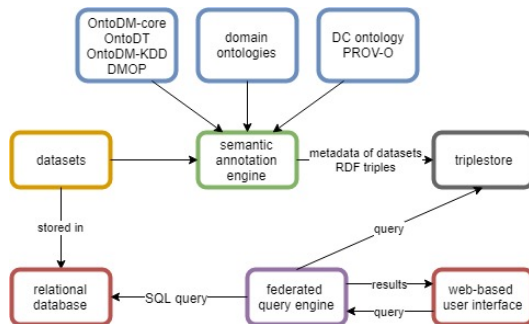 OntoDM-core
OntoDT
OntoDM-KDD
DMOP
domain
ontologies
DC ontology
PROV-O
datasets
semantic
annotation
engine
metadata of datasets
RDF triples
triplestore
stored in
query
relational
database
SQL query
federated
query engine
results
query
web-based
user interface